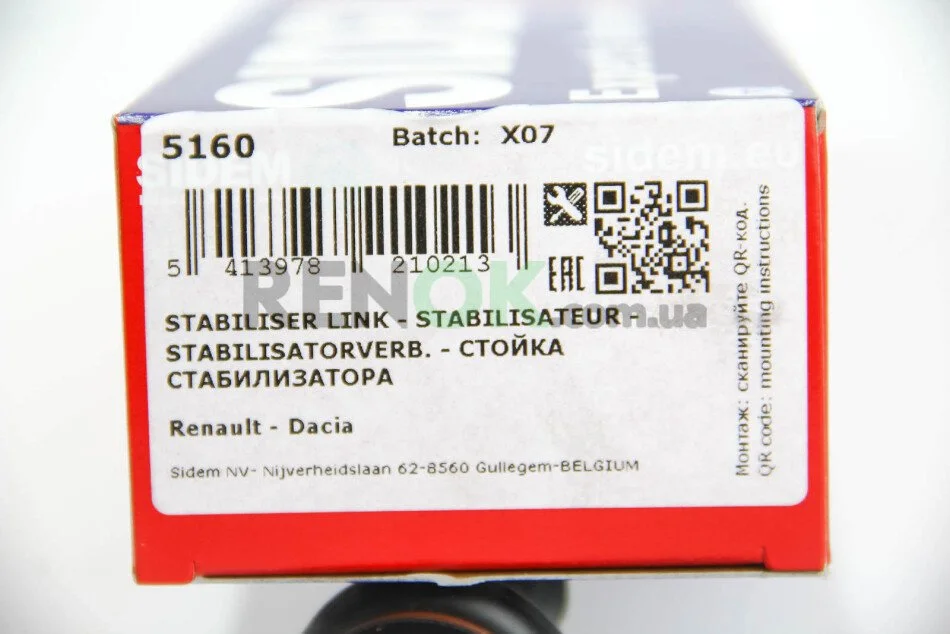 5160
Batch: X07
SIDEM
sidem.eu
5 413978 210213
EAC
RENOK.com.ua
STABILISER LINK - STABILISATEUR -
STABILISATORVERB. - СТОЙКА
СТАБИЛИЗАТОРА
Renault - Dacia
Sidem NV- Nijverheidslaan 62-8560 Gullegem-BELGIUM
Монтаж: сканируйте QR-код.
QR code: mounting instructions